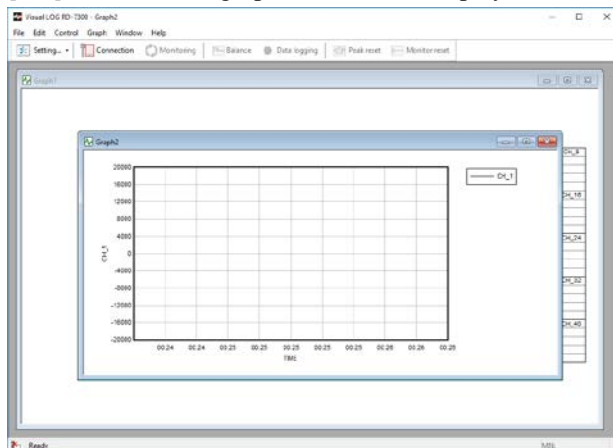 Visual LOG RD-7300 - Graph2
File Edit Control Graph Window Help
Setting... Connection Monitoring Balance Data logging Peak reset Monitor reset
Graph1
Graph2
CH_8
CH_16
CH_24
CH_32
CH_40
20000
16000
12000
8000
4000
0
-4000
-8000
-12000
-16000
-20000
CH_1
CH_1
00:24 00:24 00:25 00:25 00:25 00:25 00:25 00:26 00:26 00:26
TIME
Ready